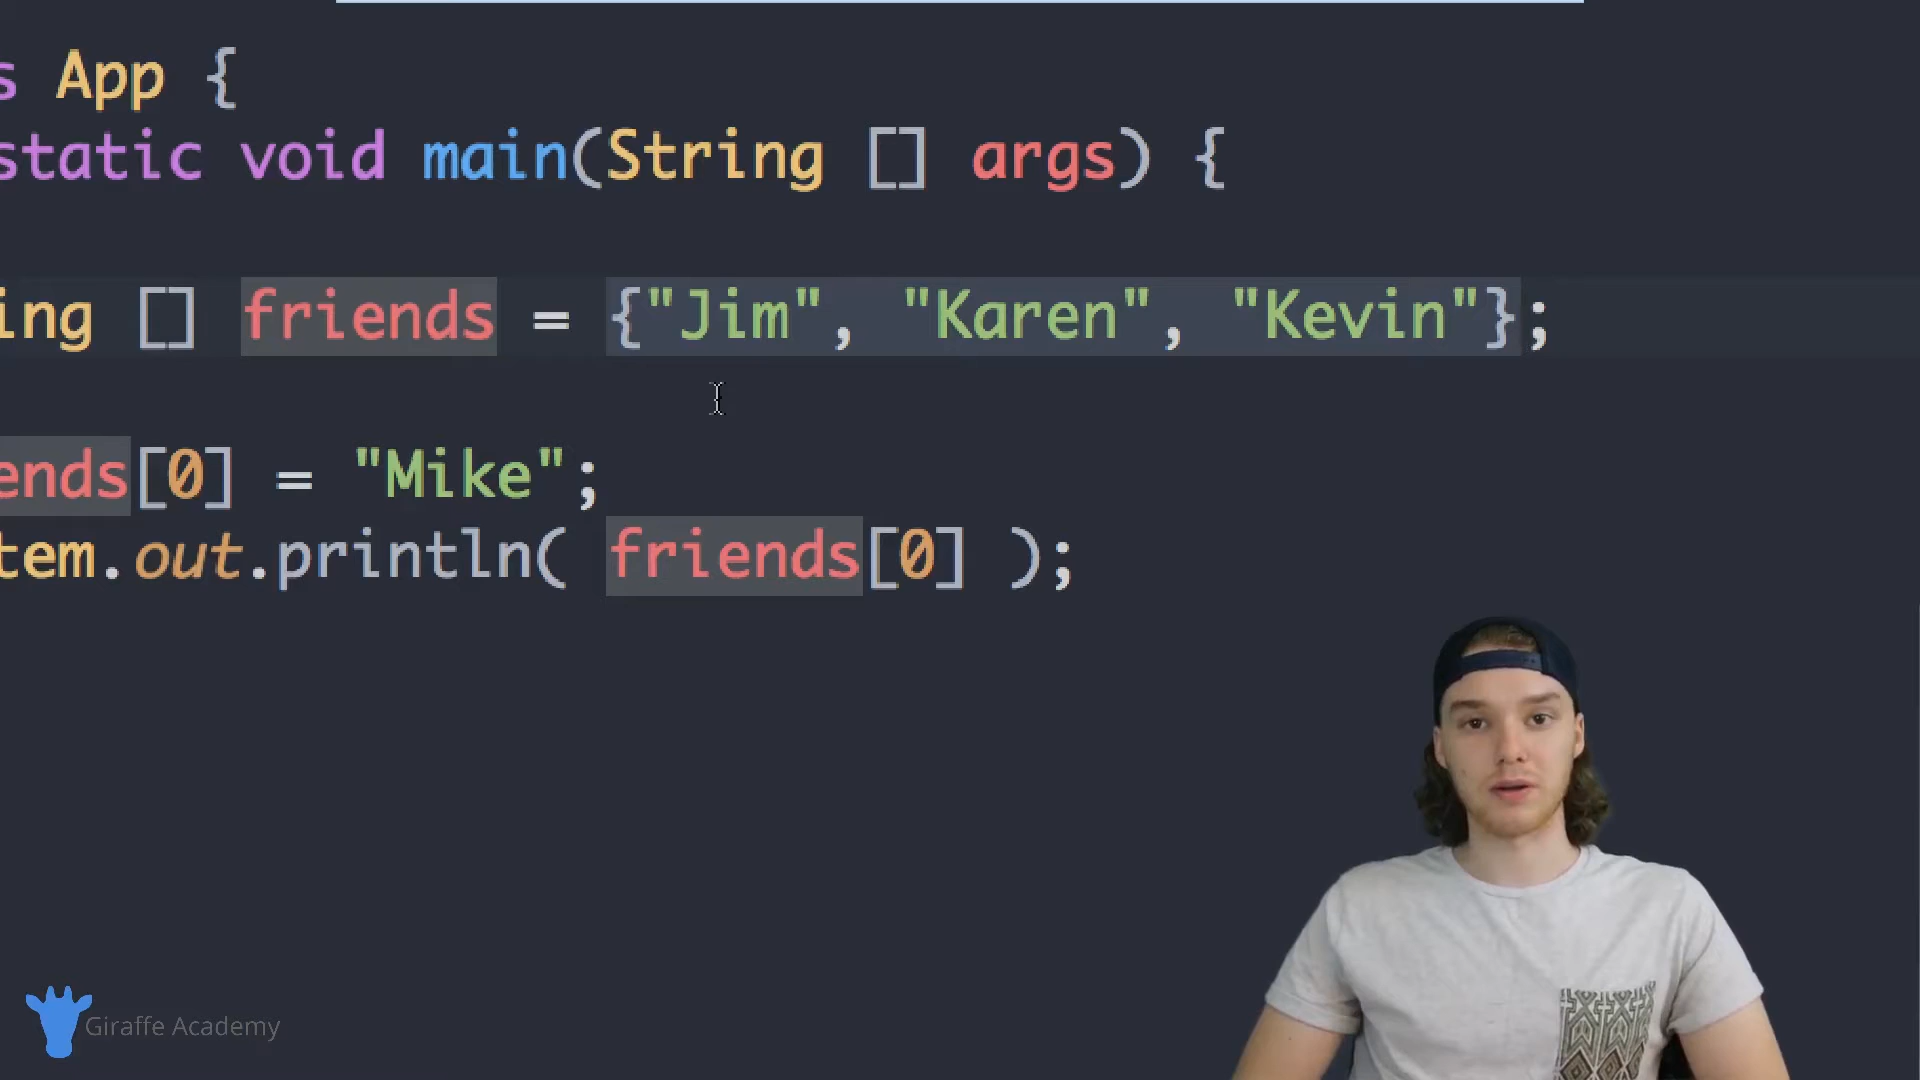 s App {
static void main(String [] args) {
ing [] friends = {"Jim", "Karen", "Kevin"};
ends[0] = "Mike";
tem.out.println( friends[0] );
Giraffe Academy